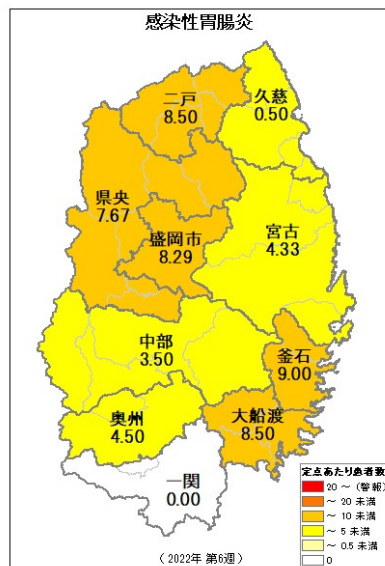 感染性胃腸炎
二戸
8.50
久慈
0.50
県央
7.67
盛岡市
8.29
宮古
4.33
中部
3.50
釜石
9.00
奥州
4.50
大船渡
8.50
一関
0.00
定点あたり患者数
20 ～ (警報)
～ 20 未満
～ 10 未満
～ 5 未満
～ 0.5 未満
0
（ 2022年 第6週）